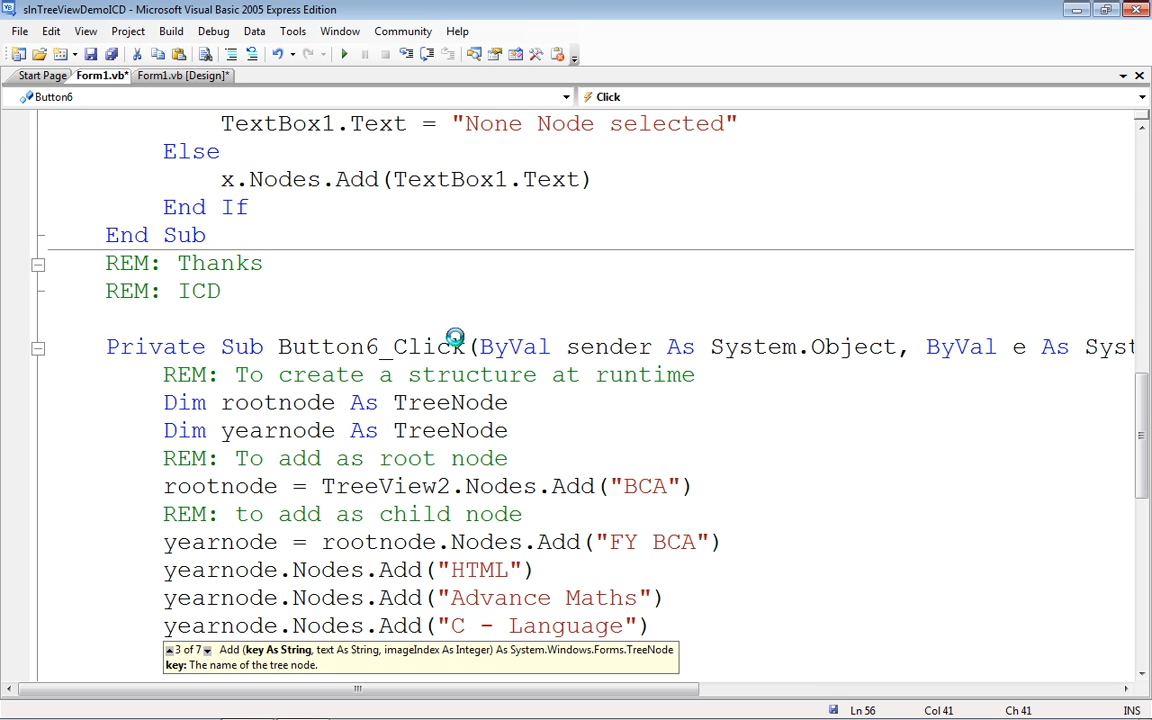 sInTreeViewDemoICD - Microsoft Visual Basic 2005 Express Edition
File Edit View Project Build Debug Data Tools Window Community Help
Start Page Form1.vb* Form1.vb [Design]*
Button6 Click
TextBox1.Text = "None Node selected"
Else
x.Nodes.Add(TextBox1.Text)
End If
End Sub
REM: Thanks
REM: ICD
Private Sub Button6_Click(ByVal sender As System.Object, ByVal e As Syst
REM: To create a structure at runtime
Dim rootnode As TreeNode
Dim yearnode As TreeNode
REM: To add as root node
rootnode = TreeView2.Nodes.Add("BCA")
REM: to add as child node
yearnode = rootnode.Nodes.Add("FY BCA")
yearnode.Nodes.Add("HTML")
yearnode.Nodes.Add("Advance Maths")
yearnode.Nodes.Add("C - Language")
3 of 7 Add (key As String, text As String, imageIndex As Integer) As System.Windows.Forms.TreeNode
key: The name of the tree node.
Ln 56 Col 41 Ch 41 INS